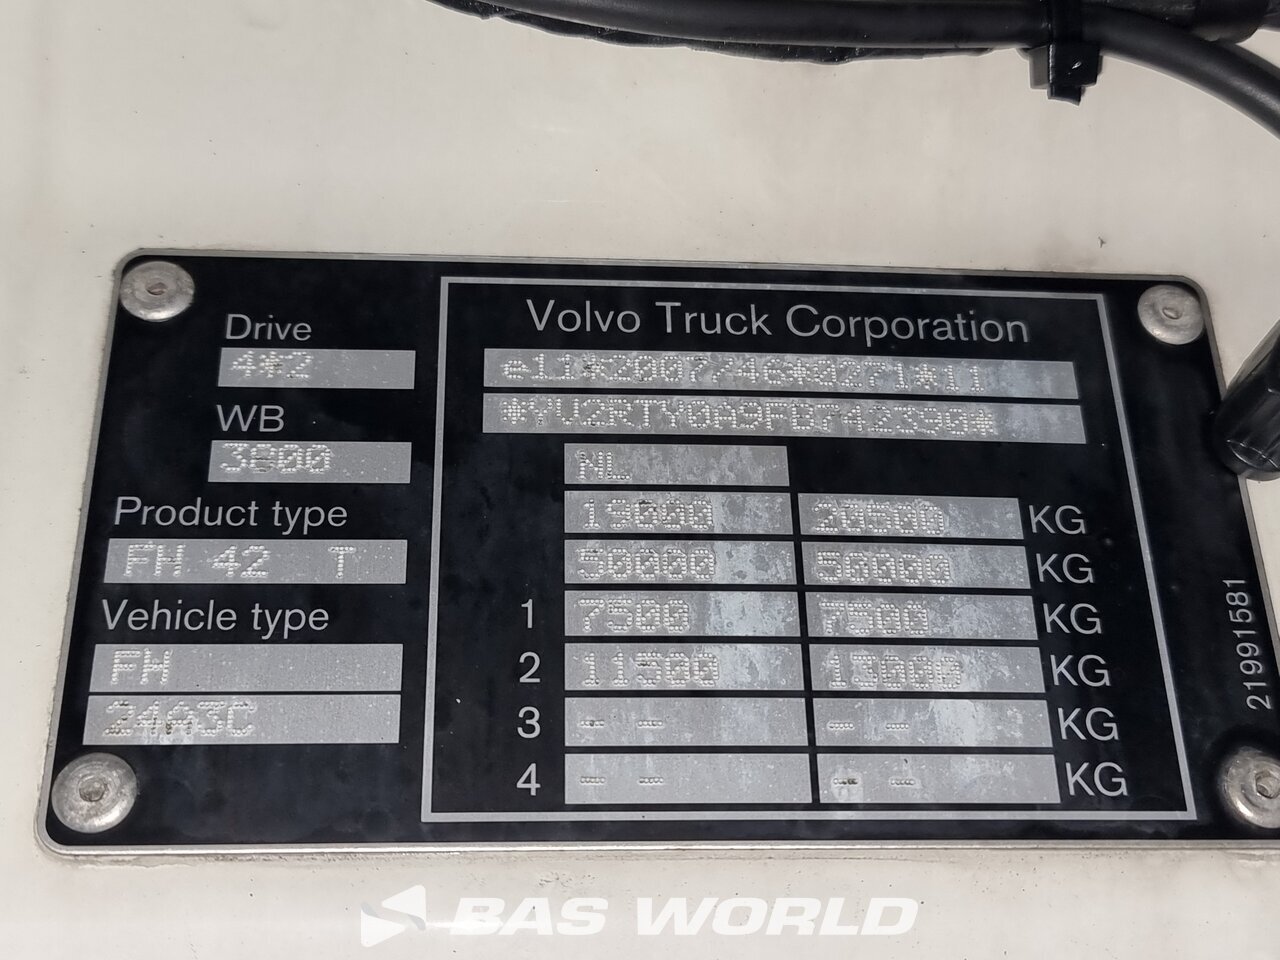 Drive
4*2
WB
3800
Product type
FH 42 T
Vehicle type
FH
24A3C
Volvo Truck Corporation
e11*2007/46*0271*11
*YV2RTY0A9FB742390*
NL
19000 20500 KG
50000 50000 KG
1 7500 7500 KG
2 11500 13000 KG
3 -- -- -- -- KG
4 -- -- -- -- KG
21991581
BAS WORLD